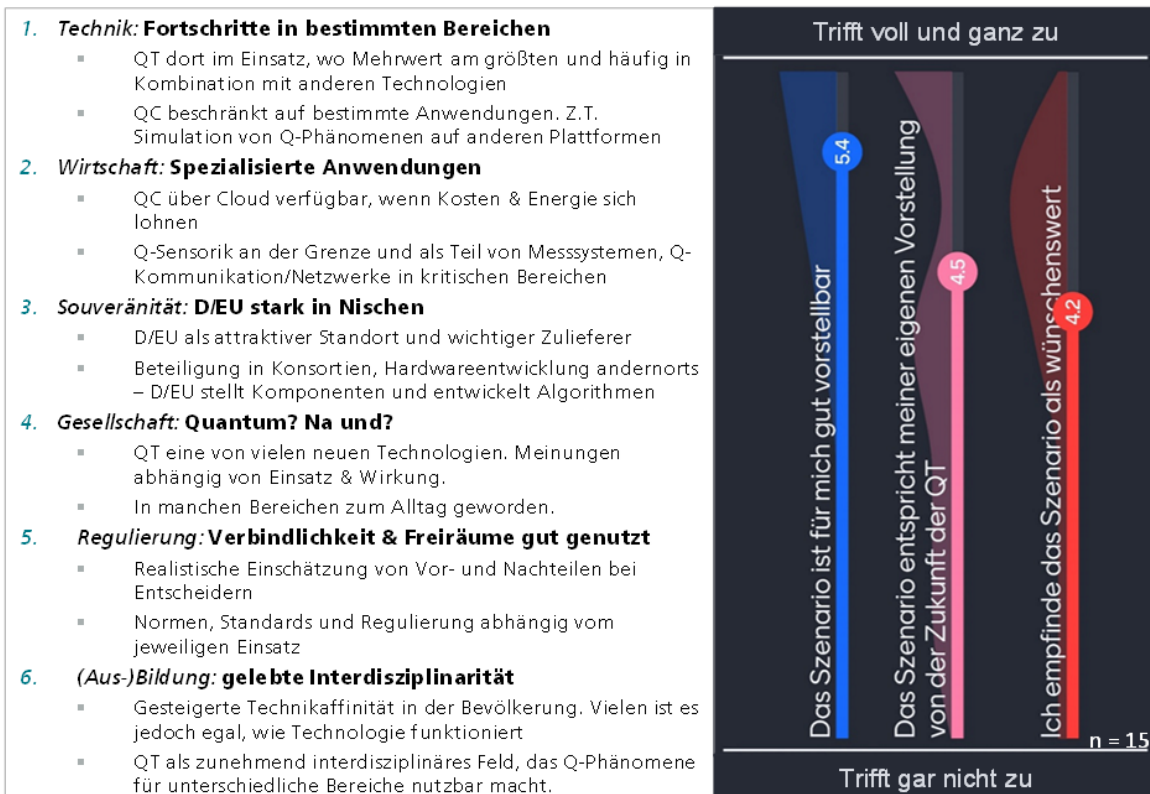 1. Technik: Fortschritte in bestimmten Bereichen
▪ QT dort im Einsatz, wo Mehrwert am größten und häufig in
Kombination mit anderen Technologien
▪ QC beschränkt auf bestimmte Anwendungen. Z.T.
Simulation von Q-Phänomenen auf anderen Plattformen
2. Wirtschaft: Spezialisierte Anwendungen
▪ QC über Cloud verfügbar, wenn Kosten & Energie sich
lohnen
▪ Q-Sensorik an der Grenze und als Teil von Messsystemen, Q-
Kommunikation/Netzwerke in kritischen Bereichen
3. Souveränität: D/EU stark in Nischen
▪ D/EU als attraktiver Standort und wichtiger Zulieferer
▪ Beteiligung in Konsortien, Hardwareentwicklung andernorts
– D/EU stellt Komponenten und entwickelt Algorithmen
4. Gesellschaft: Quantum? Na und?
▪ QT eine von vielen neuen Technologien. Meinungen
abhängig von Einsatz & Wirkung.
▪ In manchen Bereichen zum Alltag geworden.
5. Regulierung: Verbindlichkeit & Freiräume gut genutzt
▪ Realistische Einschätzung von Vor- und Nachteilen bei
Entscheidern
▪ Normen, Standards und Regulierung abhängig vom
jeweiligen Einsatz
6. (Aus-)Bildung: gelebte Interdisziplinarität
▪ Gesteigerte Technikaffinität in der Bevölkerung. Vielen ist es
jedoch egal, wie Technologie funktioniert
▪ QT als zunehmend interdisziplinäres Feld, das Q-Phänomene
für unterschiedliche Bereiche nutzbar macht.
Trifft voll und ganz zu
Das Szenario ist für mich gut vorstellbar
5.4
Das Szenario entspricht meiner eigenen Vorstellung
von der Zukunft der QT
4.5
Ich empfinde das Szenario als wünschenswert
4.2
n = 15
Trifft gar nicht zu